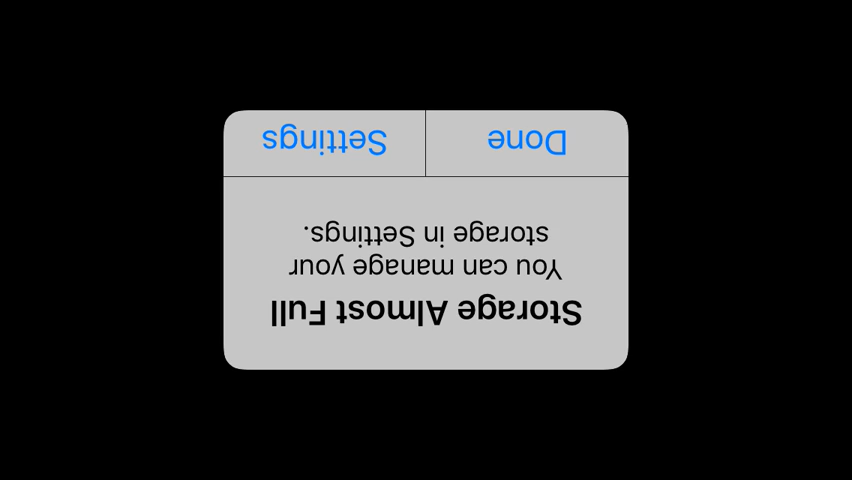 Storage Almost Full
You can manage your
storage in Settings.
Done
Settings